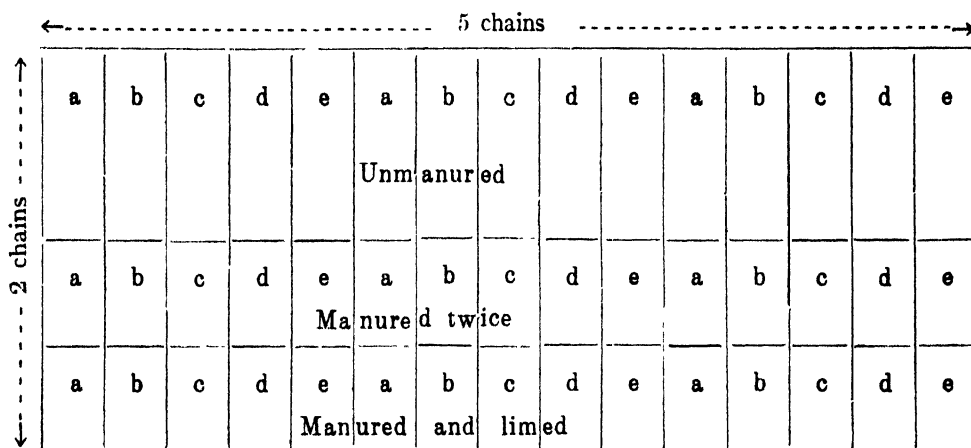 5 chains
a b c d e a b c d e a b c d e
Unmanured
2 chains
a b c d e a b c d e a b c d e
Manured twice
a b c d e a b c d e a b c d e
Manured and limed